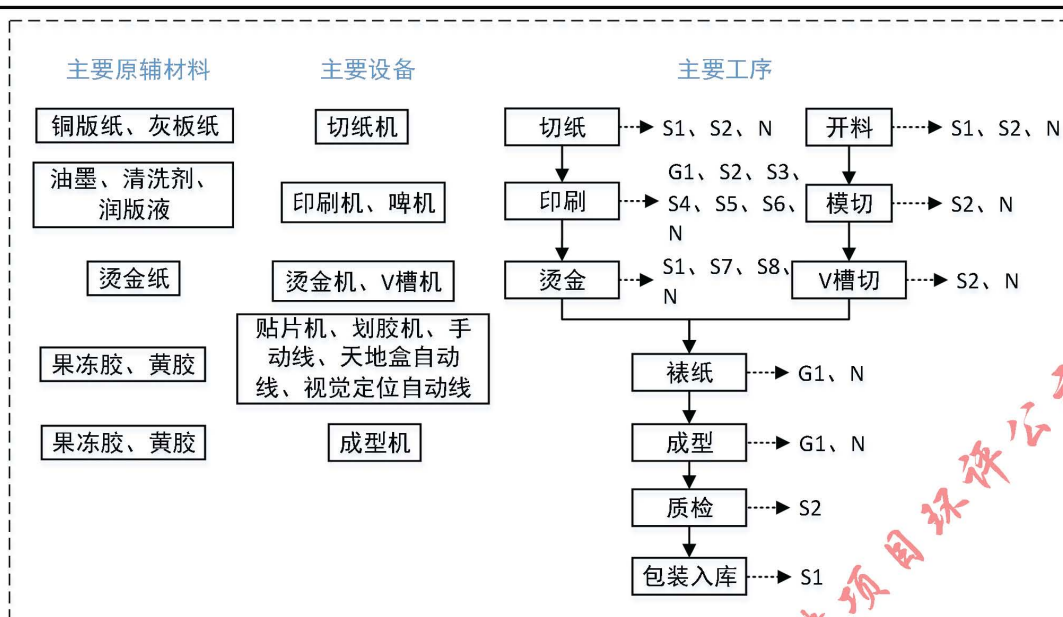 主要原辅材料 主要设备 主要工序
铜版纸、灰板纸 切纸机 切纸 S1、S2、N 开料 S1、S2、N
油墨、清洗剂、
润版液
印刷机、啤机
印刷
G1、S2、S3、
S4、S5、S6、
N
模切 S2、N
烫金纸 烫金机、V槽机 烫金
S1、S7、S8、
N
V槽切 S2、N
果冻胶、黄胶
贴片机、划胶机、手
动线、天地盒自动
线、视觉定位自动线
裱纸 G1、N
果冻胶、黄胶 成型机 成型 G1、N
质检 S2
包装入库 S1
项目环评公